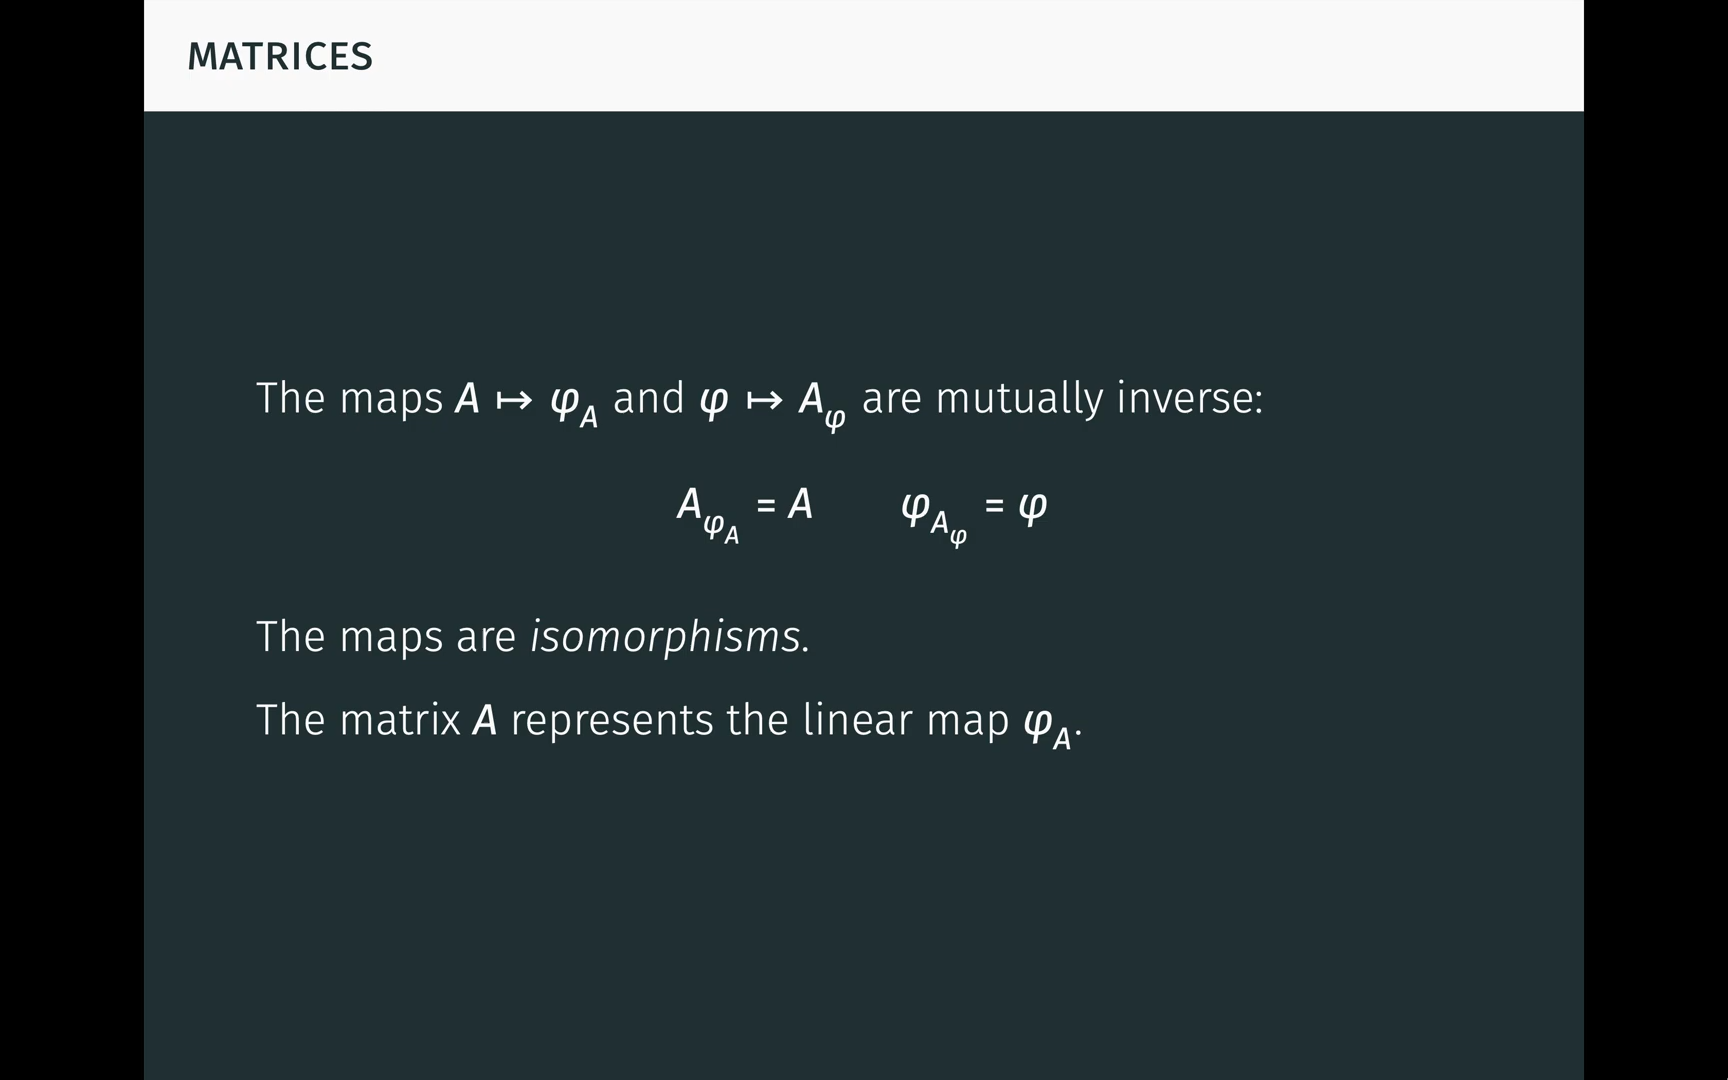 MATRICES
The maps A ↦ φ_A and φ ↦ A_φ are mutually inverse:
A_{φ_A} = A φ_{A_φ} = φ
The maps are isomorphisms.
The matrix A represents the linear map φ_A.